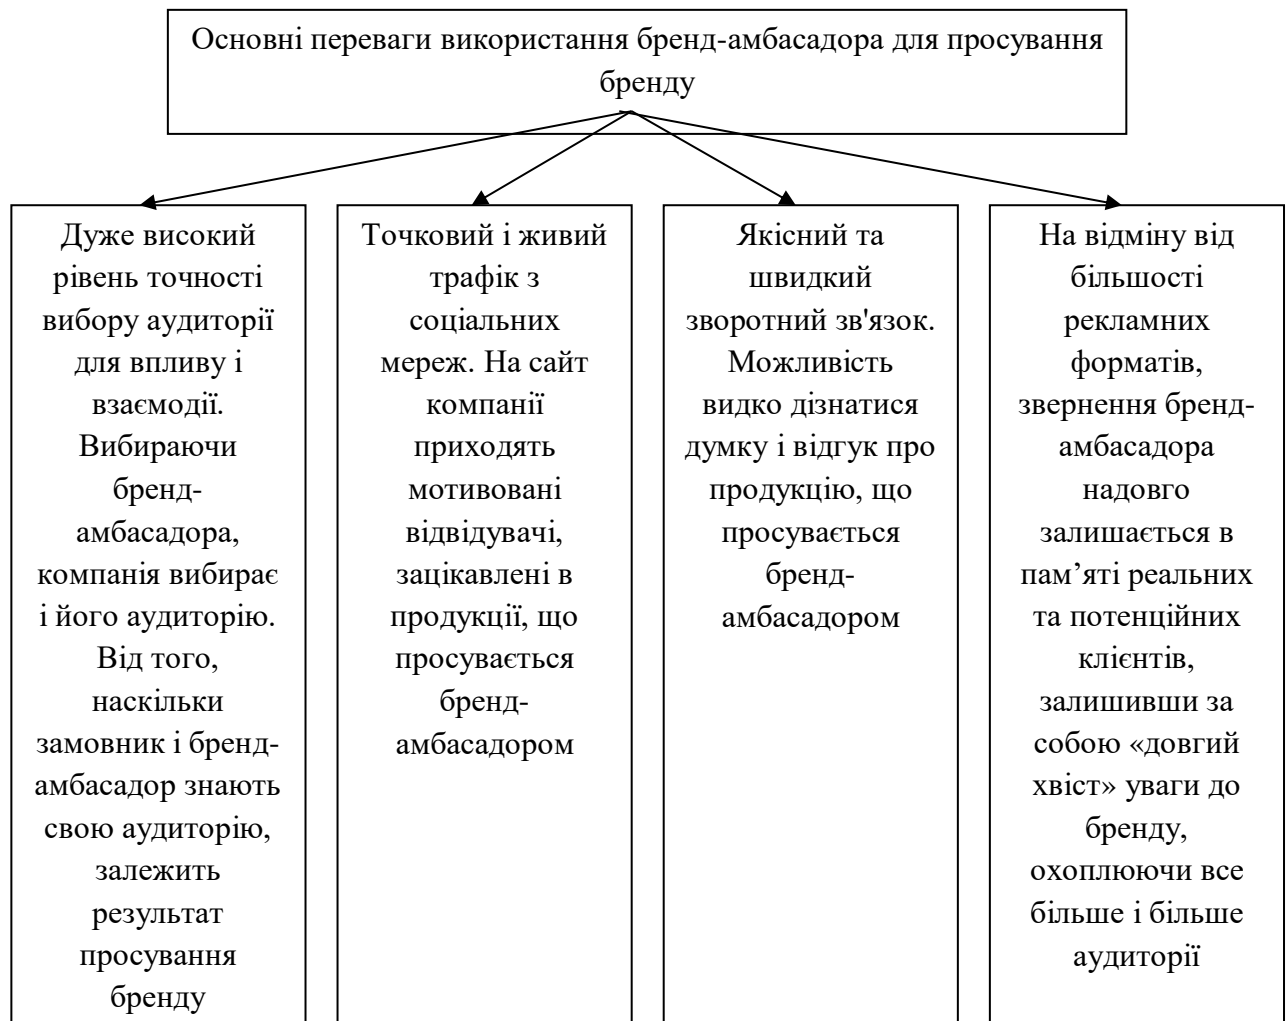 Основні переваги використання бренд-амбасадора для просування
бренду
Дуже високий
рівень точності
вибору аудиторії
для впливу і
взаємодії.
Вибираючи
бренд-
амбасадора,
компанія вибирає
і його аудиторію.
Від того,
наскільки
замовник і бренд-
амбасадор знають
свою аудиторію,
залежить
результат
просування
бренду
Точковий і живий
трафік з
соціальних
мереж. На сайт
компанії
приходять
мотивовані
відвідувачі,
зацікавлені в
продукції, що
просувається
бренд-
амбасадором
Якісний та
швидкий
зворотний зв'язок.
Можливість
видко дізнатися
думку і відгук про
продукцію, що
просувається
бренд-
амбасадором
На відміну від
більшості
рекламних
форматів,
звернення бренд-
амбасадора
надовго
залишається в
пам’яті реальних
та потенційних
клієнтів,
залишивши за
собою «довгий
хвіст» уваги до
бренду,
охоплюючи все
більше і більше
аудиторії